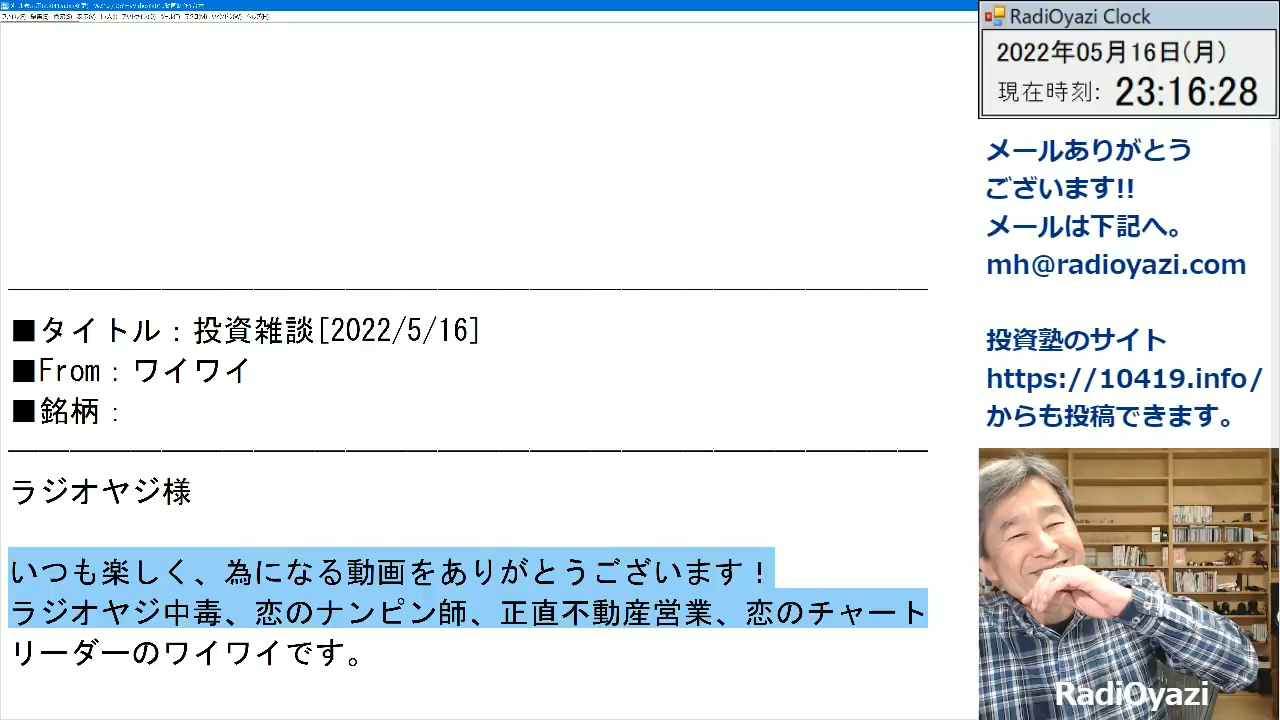 RadiOyazi Clock
2022年05月16日(月)
現在時刻: 23:16:28
メールありがとう
ございます!!
メールは下記へ。
mh@radioyazi.com
投資塾のサイト
https://10419.info/
からも投稿できます。
■タイトル：投資雑談[2022/5/16]
■From：ワイワイ
■銘柄：
ラジオヤジ様
いつも楽しく、為になる動画をありがとうございます！
ラジオヤジ中毒、恋のナンピン師、正直不動産営業、恋のチャート
リーダーのワイワイです。
RadiOyazi